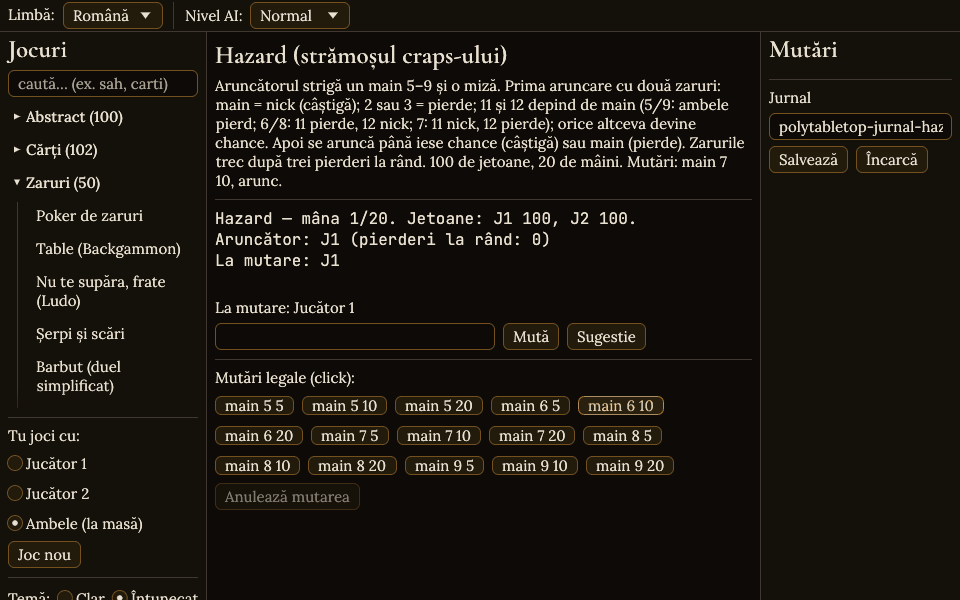 Limbă: Română Nivel AI: Normal
Jocuri
caută... (ex. sah, carti)
Abstract (100)
Cărți (102)
Zaruri (50)
Poker de zaruri
Table (Backgammon)
Nu te supăra, frate
(Ludo)
Șerpi și scări
Barbut (duel
simplificat)
Tu joci cu:
Jucător 1
Jucător 2
Ambele (la masă)
Joc nou
Temă: Clar Întunecat
Hazard (strămoșul craps-ului)
Aruncătorul strigă un main 5–9 și o miză. Prima aruncare cu două zaruri:
main = nick (câștigă); 2 sau 3 = pierde; 11 și 12 depind de main (5/9: ambele
pierd; 6/8: 11 pierde, 12 nick; 7: 11 nick, 12 pierde); orice altceva devine
chance. Apoi se aruncă până iese chance (câștigă) sau main (pierde). Zarurile
trec după trei pierderi la rând. 100 de jetoane, 20 de mâini. Mutări: main 7
10, arunc.
Hazard — mâna 1/20. Jetoane: J1 100, J2 100.
Aruncător: J1 (pierderi la rând: 0)
La mutare: J1
La mutare: Jucător 1
Mută Sugestie
Mutări legale (click):
main 5 5 main 5 10 main 5 20 main 6 5 main 6 10
main 6 20 main 7 5 main 7 10 main 7 20 main 8 5
main 8 10 main 8 20 main 9 5 main 9 10 main 9 20
Anulează mutarea
Mutări
Jurnal
polytabletop-jurnal-haz
Salvează Încarcă